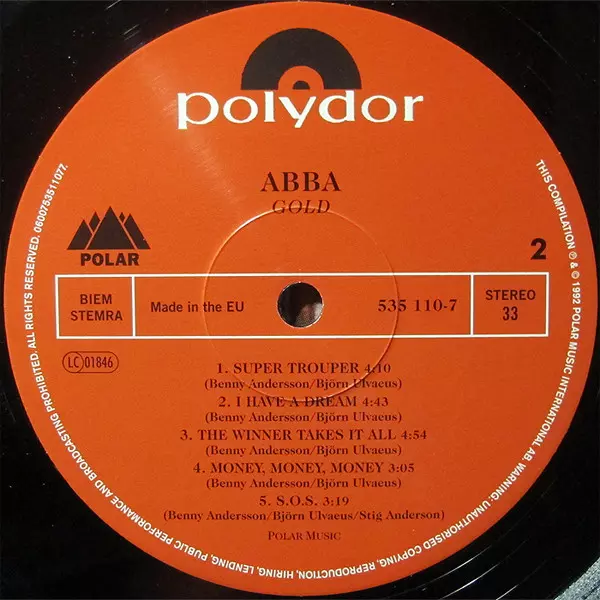 polydor
ABBA
GOLD
POLAR
2
BIEM
STEMRA
Made in the EU
535 110-7
STEREO
33
LC 01846
1. SUPER TROUPER 4:10
(Benny Andersson/Björn Ulvaeus)
2. I HAVE A DREAM 4:43
(Benny Andersson/Björn Ulvaeus)
3. THE WINNER TAKES IT ALL 4:54
(Benny Andersson/Björn Ulvaeus)
4. MONEY, MONEY, MONEY 3:05
(Benny Andersson/Björn Ulvaeus)
5. S.O.S. 3:19
(Benny Andersson/Björn Ulvaeus/Stig Anderson)
POLAR MUSIC
THIS COMPILATION ℗ & © 1992 POLAR MUSIC INTERNATIONAL AB. WARNING: UNAUTHORISED COPYING, REPRODUCTION, HIRING, LENDING, PUBLIC PERFORMANCE AND BROADCASTING PROHIBITED. ALL RIGHTS RESERVED. 0600753511077.